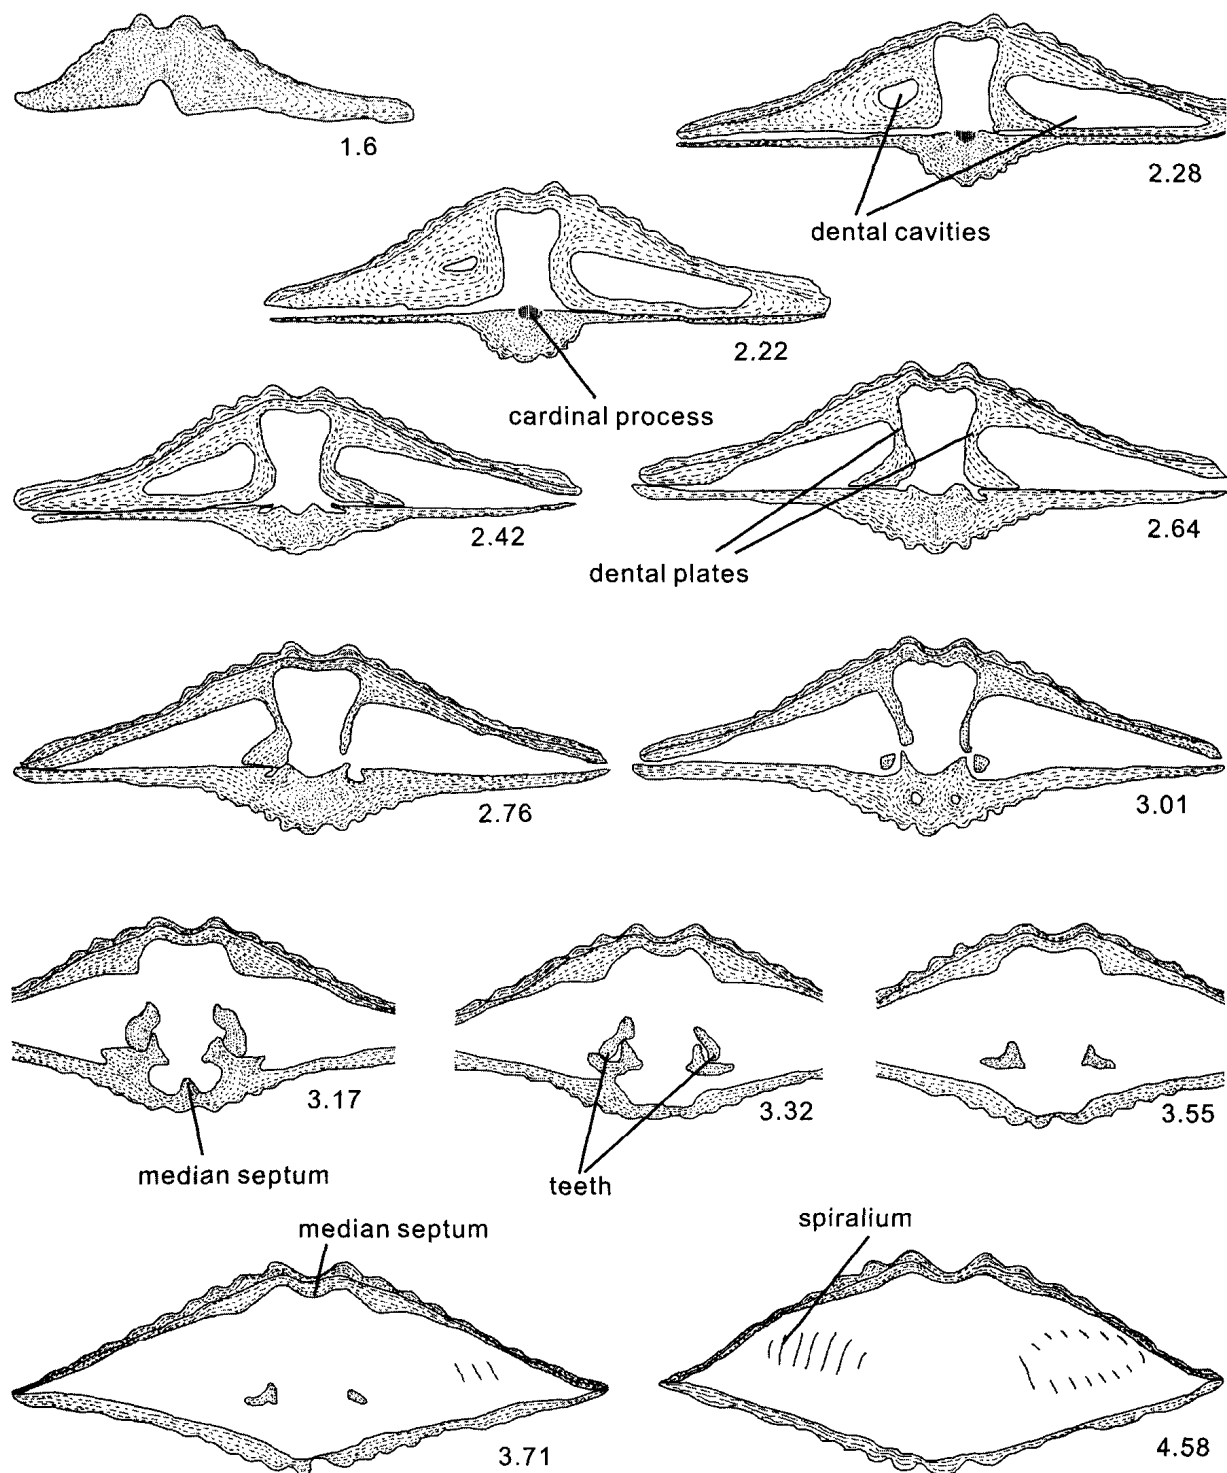 1.6
2.28
dental cavities
2.22
cardinal process
2.42
2.64
dental plates
2.76
3.01
3.17
3.32
3.55
median septum
teeth
median septum
spiralium
3.71
4.58